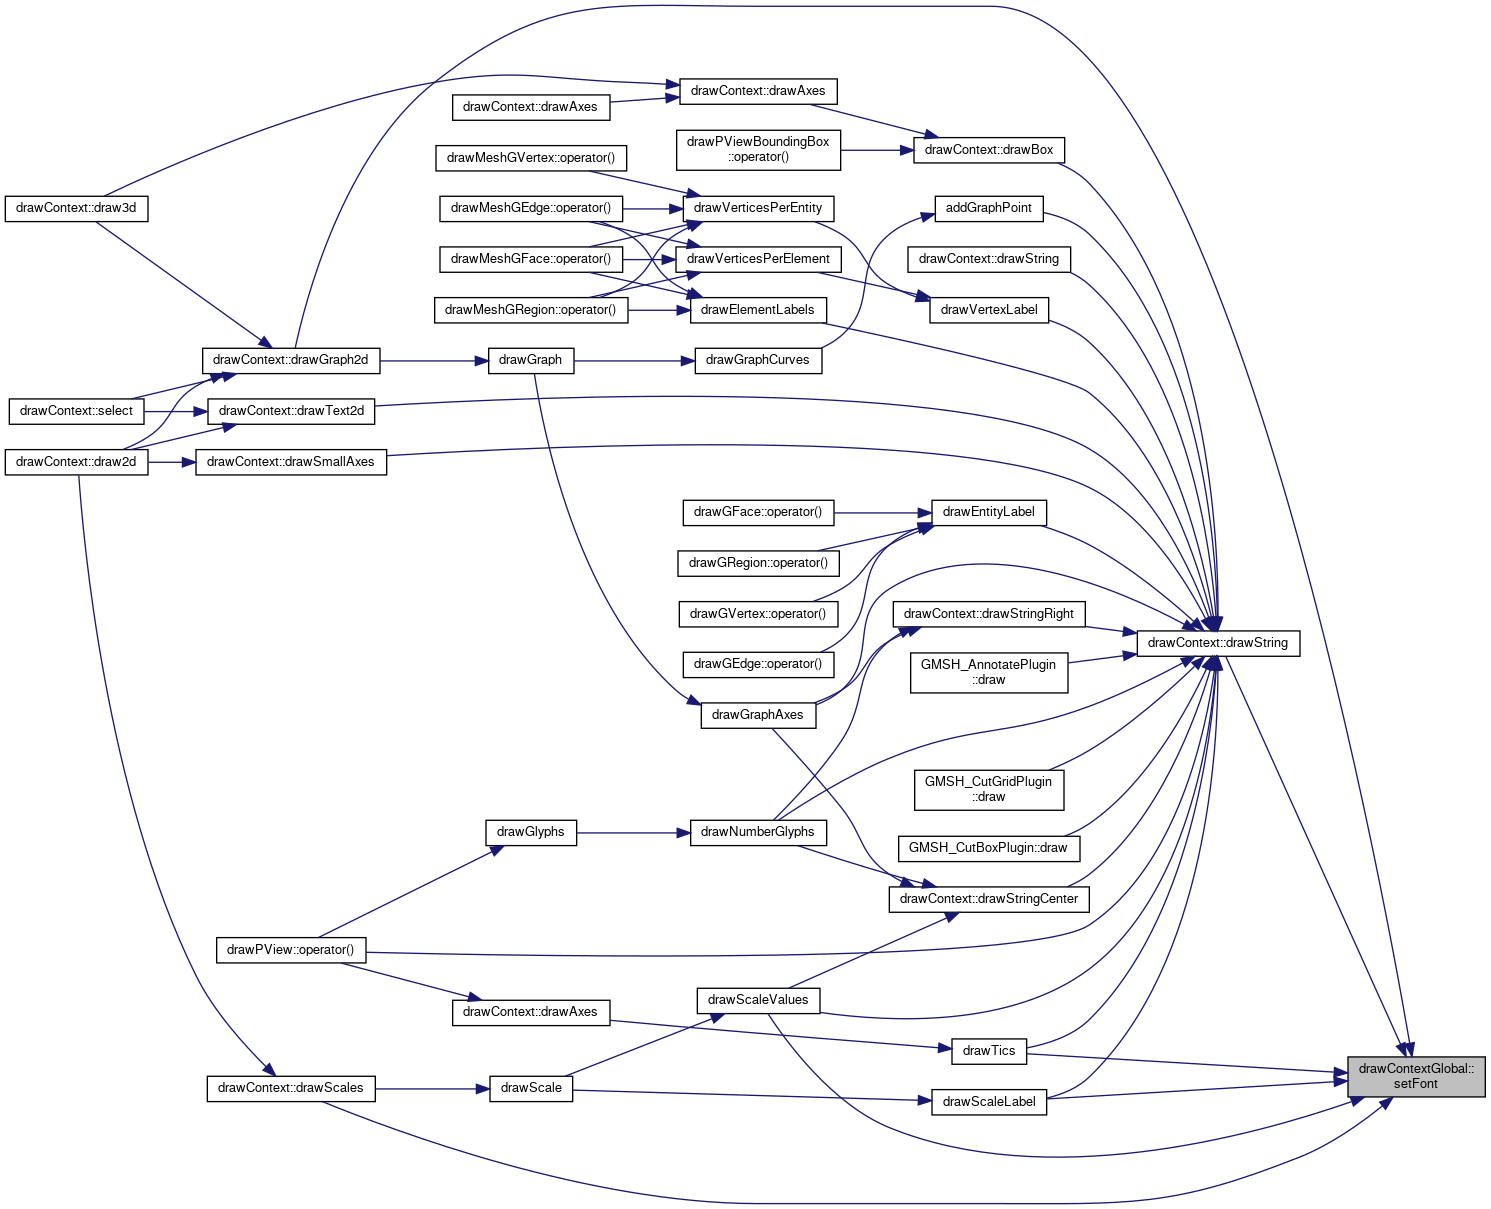 drawContext::drawAxes
drawContext::drawAxes
drawPViewBoundingBox
::operator()
drawContext::drawBox
drawMeshGVertex::operator()
drawContext::draw3d
drawMeshGEdge::operator()
drawVerticesPerEntity
addGraphPoint
drawMeshGFace::operator()
drawVerticesPerElement
drawContext::drawString
drawMeshGRegion::operator()
drawElementLabels
drawVertexLabel
drawContext::drawGraph2d
drawGraph
drawGraphCurves
drawContext::select
drawContext::drawText2d
drawContext::draw2d
drawContext::drawSmallAxes
drawGFace::operator()
drawEntityLabel
drawGRegion::operator()
drawGVertex::operator()
drawContext::drawStringRight
drawContext::drawString
drawGEdge::operator()
GMSH_AnnotatePlugin
::draw
drawGraphAxes
GMSH_CutGridPlugin
::draw
drawGlyphs
drawNumberGlyphs
GMSH_CutBoxPlugin::draw
drawContext::drawStringCenter
drawPView::operator()
drawContext::drawAxes
drawScaleValues
drawTics
drawContextGlobal::
setFont
drawContext::drawScales
drawScale
drawScaleLabel